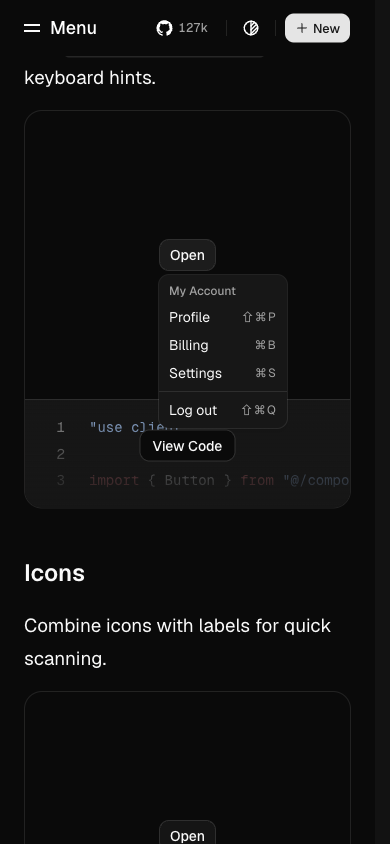 Menu
127k
New
keyboard hints.
Open
My Account
Profile ⇧⌘P
Billing ⌘B
Settings ⌘S
Log out ⇧⌘Q
1 "use client"
2
View Code
3 import { Button } from "@/compo
Icons
Combine icons with labels for quick
scanning.
Open